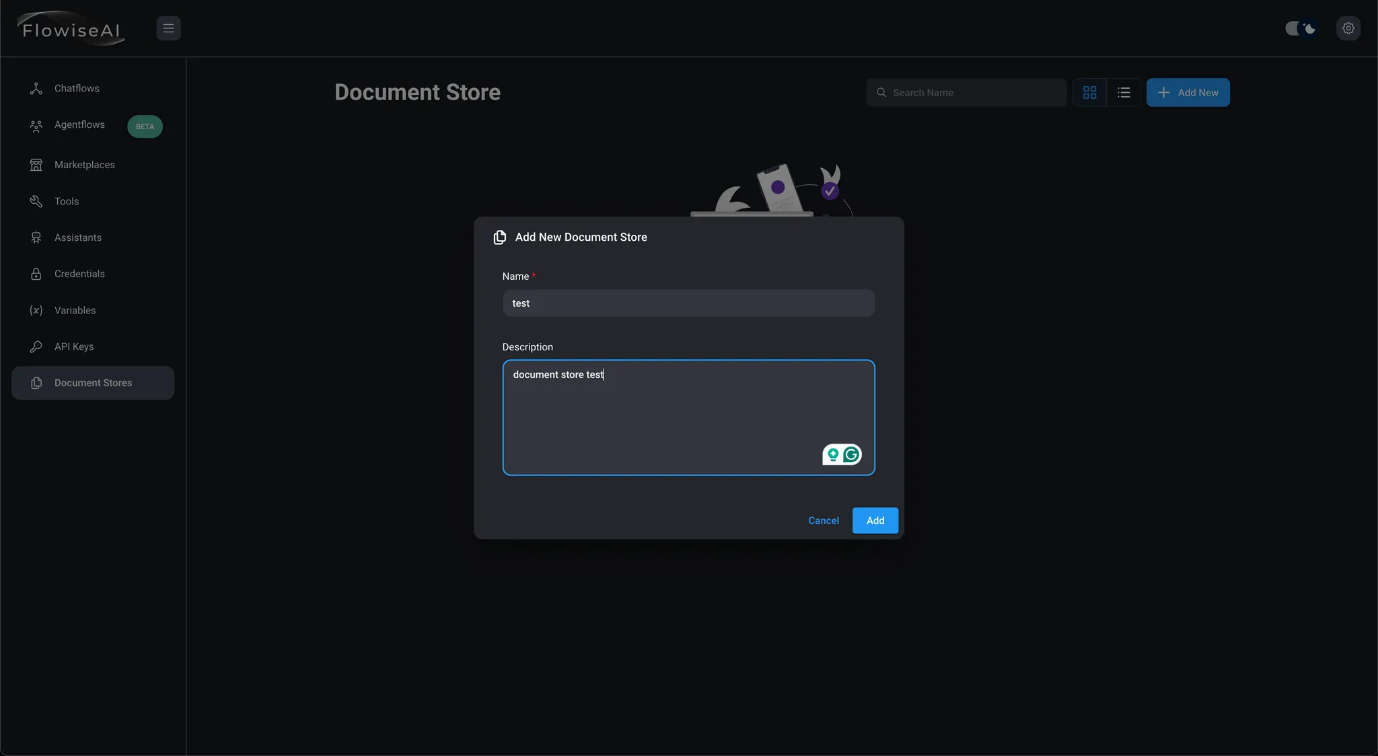 FlowiseAI
Chatflows
Agentflows BETA
Marketplaces
Tools
Assistants
Credentials
Variables
API Keys
Document Stores
Document Store
Search Name
Add New
Add New Document Store
Name *
test
Description
document store test
Cancel
Add